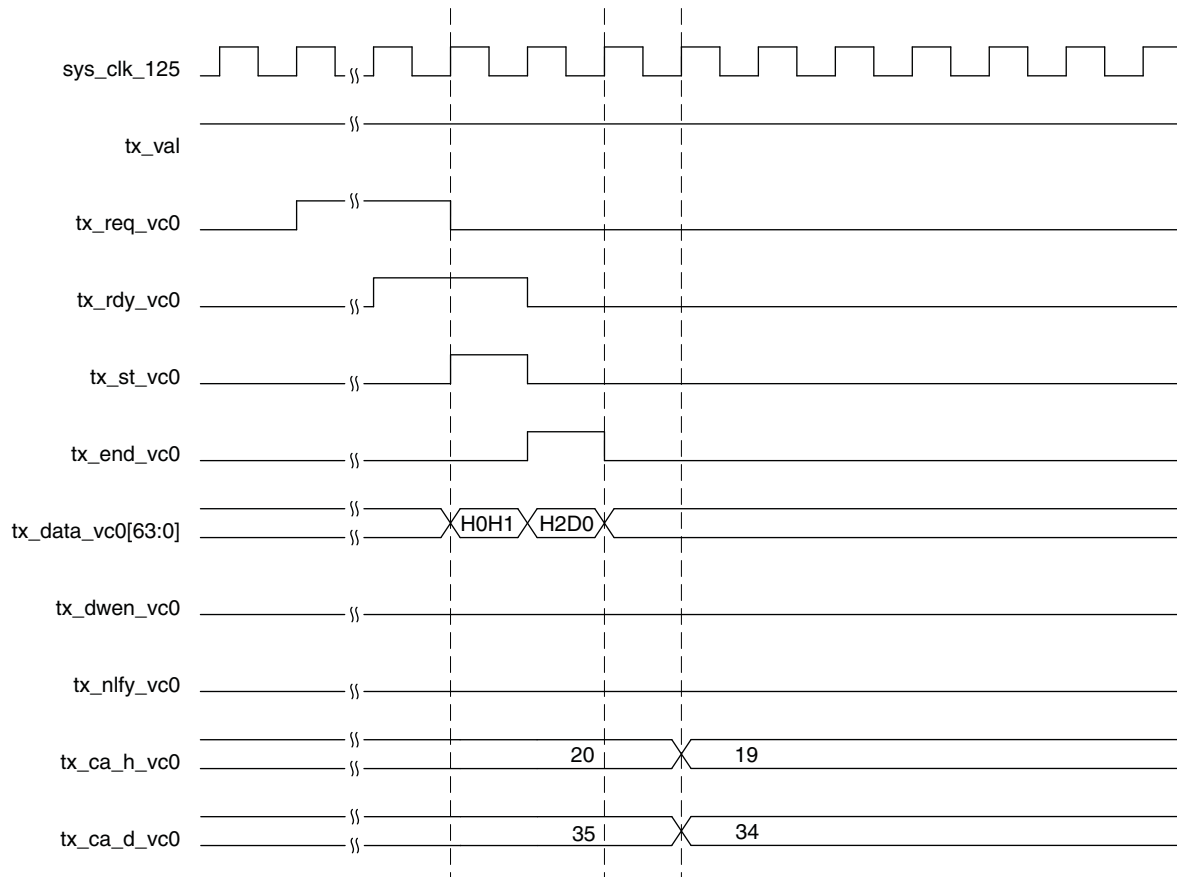 sys_clk_125
tx_val
tx_req_vc0
tx_rdy_vc0
tx_st_vc0
tx_end_vc0
tx_data_vc0[63:0] H0H1 H2D0
tx_dwen_vc0
tx_nlfy_vc0
tx_ca_h_vc0 20 19
tx_ca_d_vc0 35 34